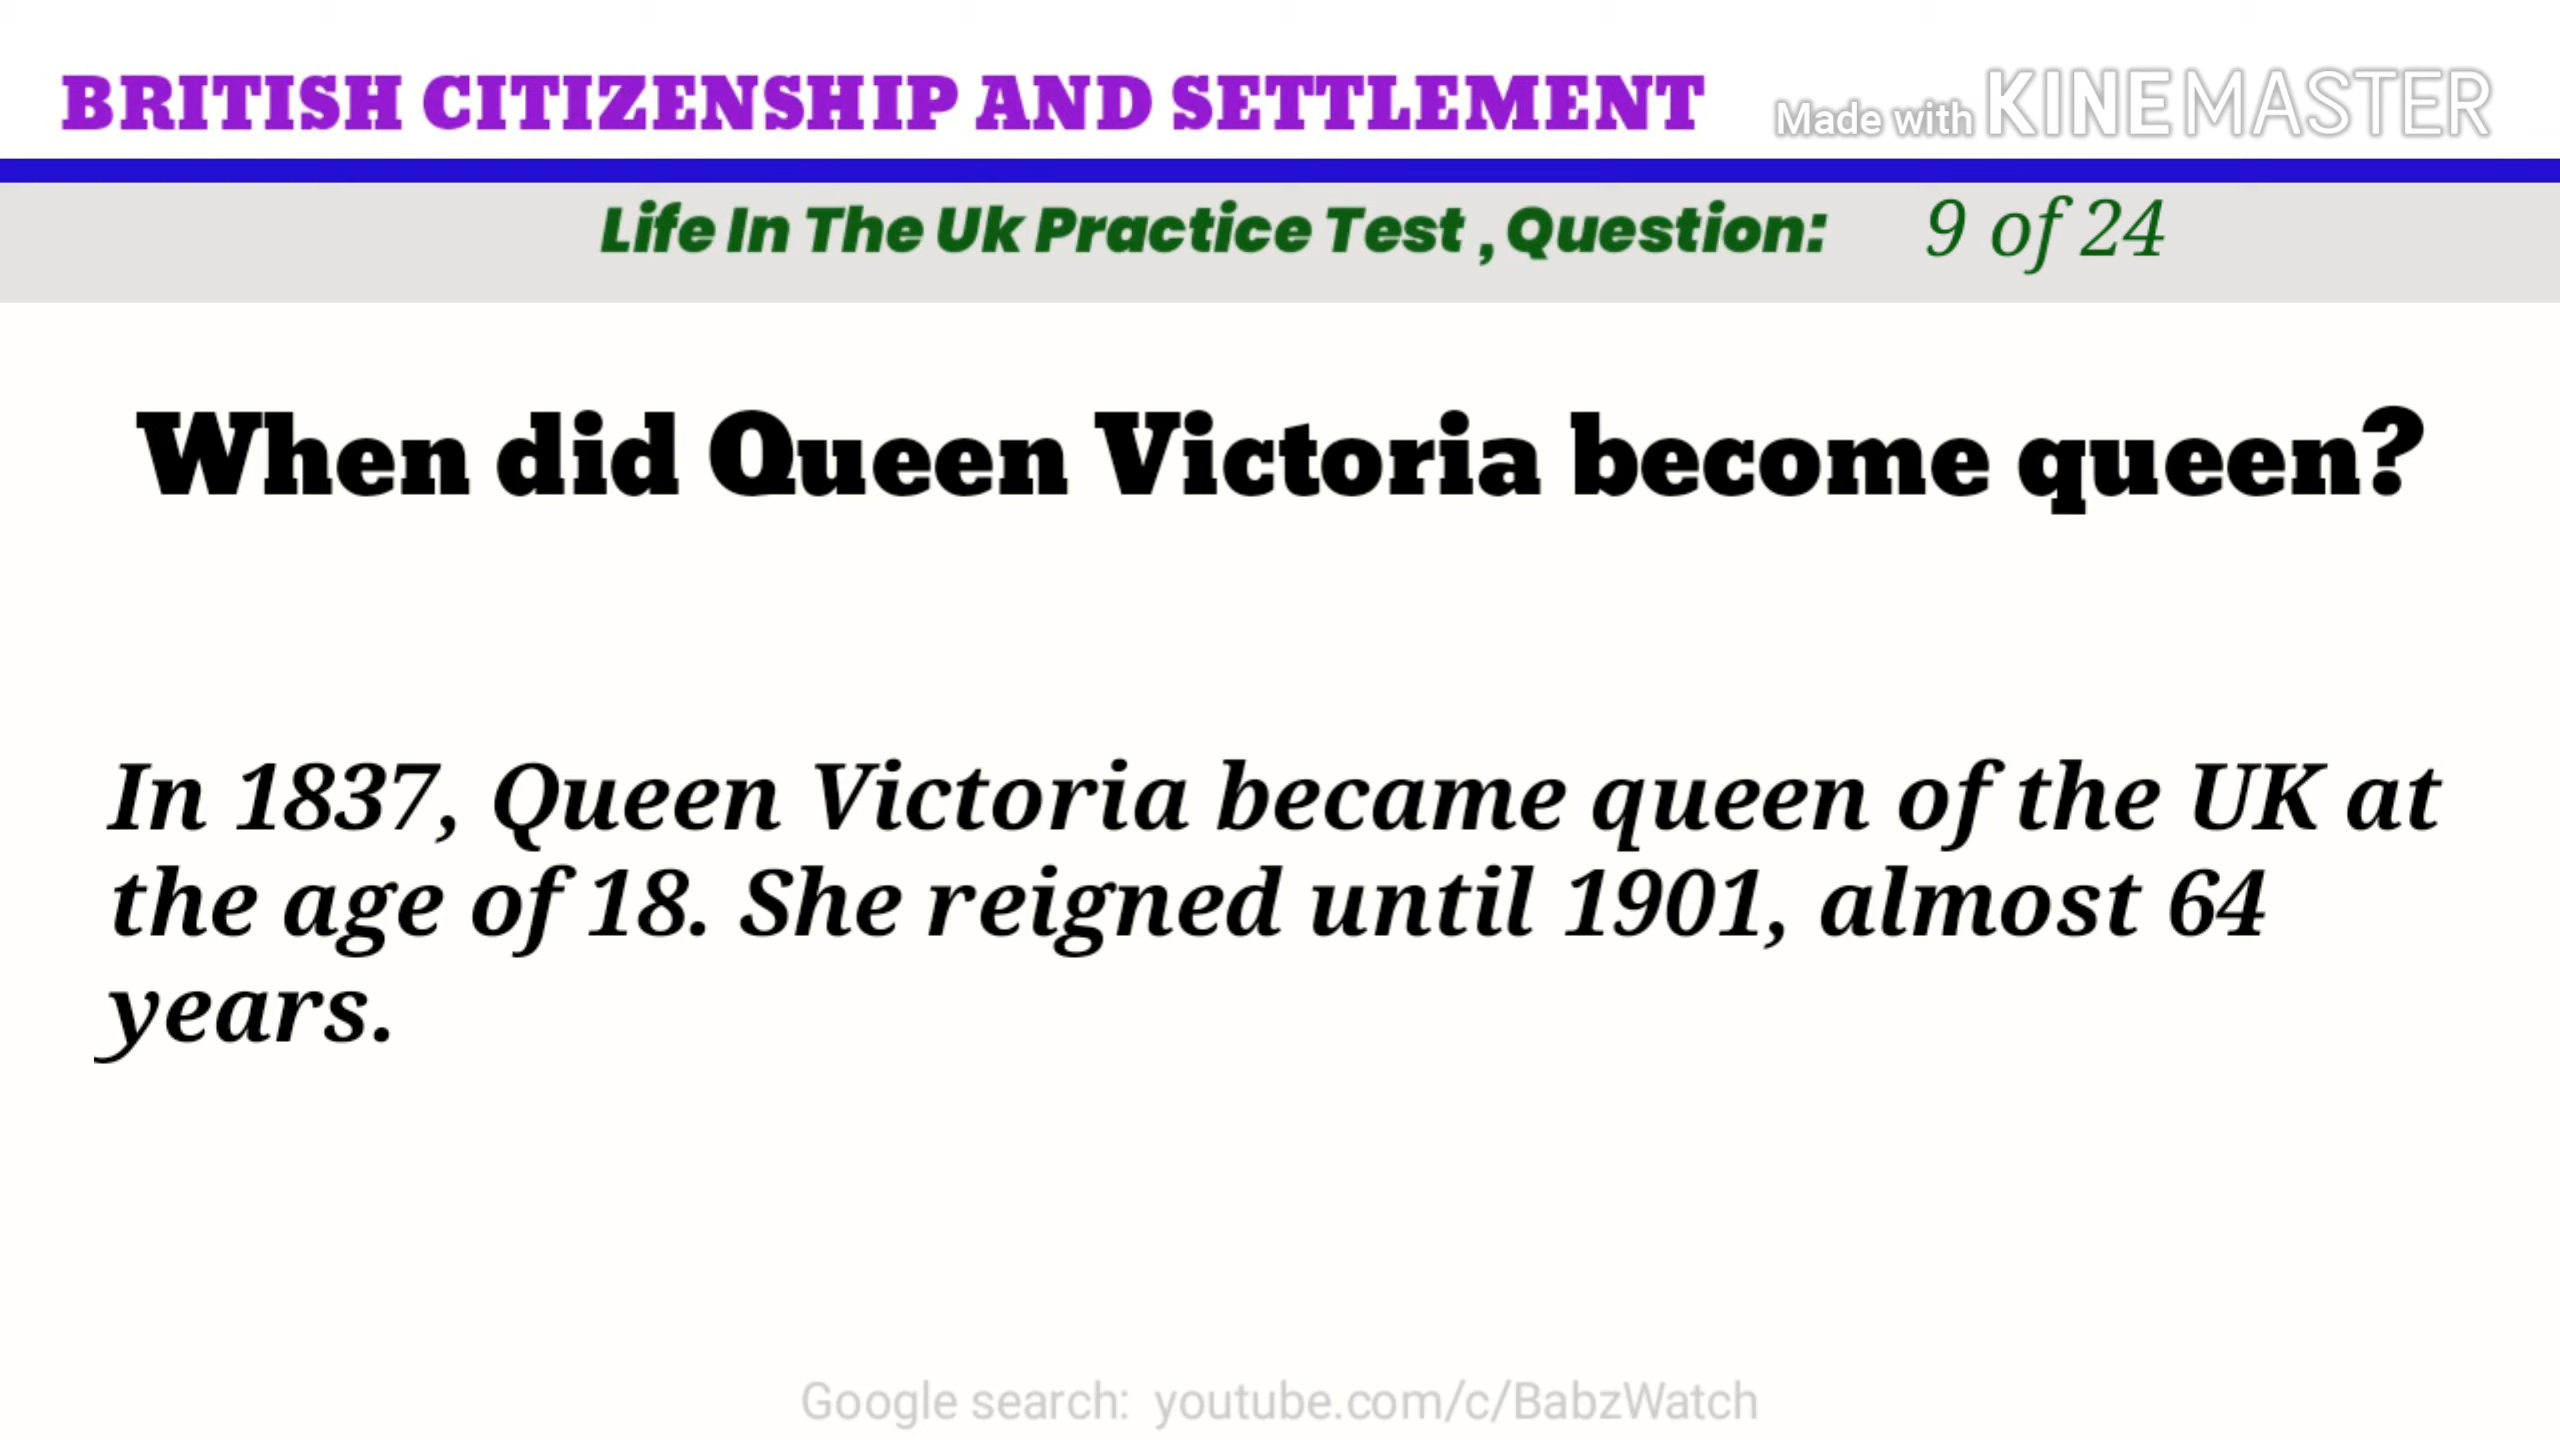 BRITISH CITIZENSHIP AND SETTLEMENT
Made with KINEMASTER
Life In The Uk Practice Test , Question: 9 of 24
When did Queen Victoria become queen?
In 1837, Queen Victoria became queen of the UK at
the age of 18. She reigned until 1901, almost 64
years.
Google search: youtube.com/c/BabzWatch